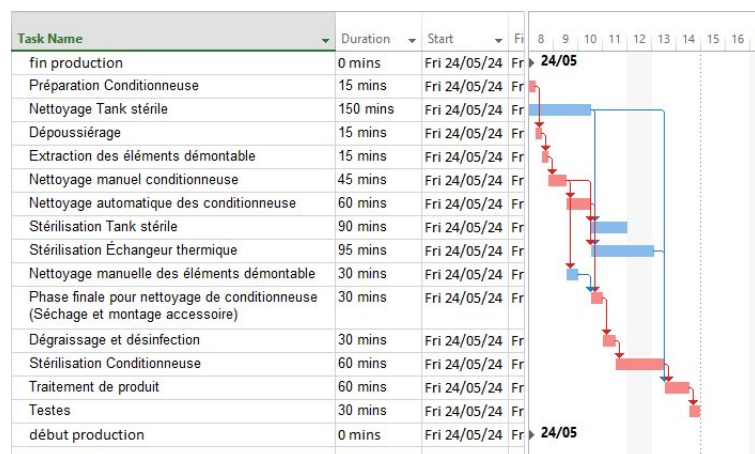 Task Name Duration Start Fi 8 9 10 11 12 13 14 15 16
fin production 0 mins Fri 24/05/24 Fr 24/05
Préparation Conditionneuse 15 mins Fri 24/05/24 Fr
Nettoyage Tank stérile 150 mins Fri 24/05/24 Fr
Dépoussiérage 15 mins Fri 24/05/24 Fr
Extraction des éléments démontable 15 mins Fri 24/05/24 Fr
Nettoyage manuel conditionneuse 45 mins Fri 24/05/24 Fr
Nettoyage automatique des conditionneuse 60 mins Fri 24/05/24 Fr
Stérilisation Tank stérile 90 mins Fri 24/05/24 Fr
Stérilisation Échangeur thermique 95 mins Fri 24/05/24 Fr
Nettoyage manuelle des éléments démontable 30 mins Fri 24/05/24 Fr
Phase finale pour nettoyage de conditionneuse 30 mins Fri 24/05/24 Fr
(Séchage et montage accessoire)
Dégraissage et désinfection 30 mins Fri 24/05/24 Fr
Stérilisation Conditionneuse 60 mins Fri 24/05/24 Fr
Traitement de produit 60 mins Fri 24/05/24 Fr
Testes 30 mins Fri 24/05/24 Fr
début production 0 mins Fri 24/05/24 Fr 24/05